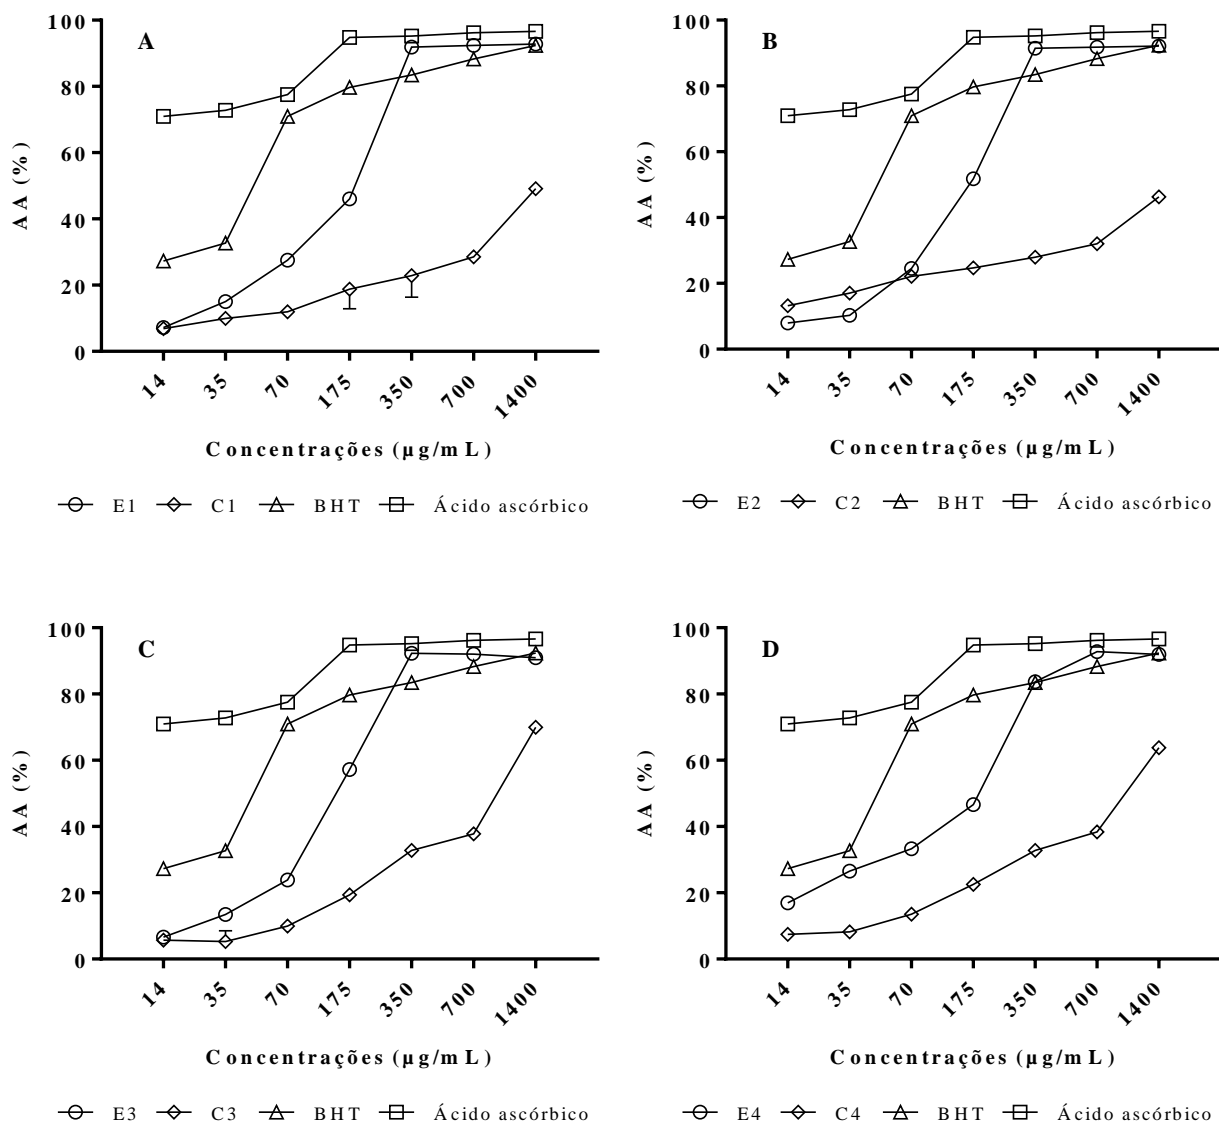 A
100
80
60
40
20
0
AA (%)
14 35 70 175 350 700 1400
Concentrações (µg/mL)
E1 C1 BHT Ácido ascórbico
B
100
80
60
40
20
0
AA (%)
14 35 70 175 350 700 1400
Concentrações (µg/mL)
E2 C2 BHT Ácido ascórbico
C
100
80
60
40
20
0
AA (%)
14 35 70 175 350 700 1400
Concentrações (µg/mL)
E3 C3 BHT Ácido ascórbico
D
100
80
60
40
20
0
AA (%)
14 35 70 175 350 700 1400
Concentrações (µg/mL)
E4 C4 BHT Ácido ascórbico